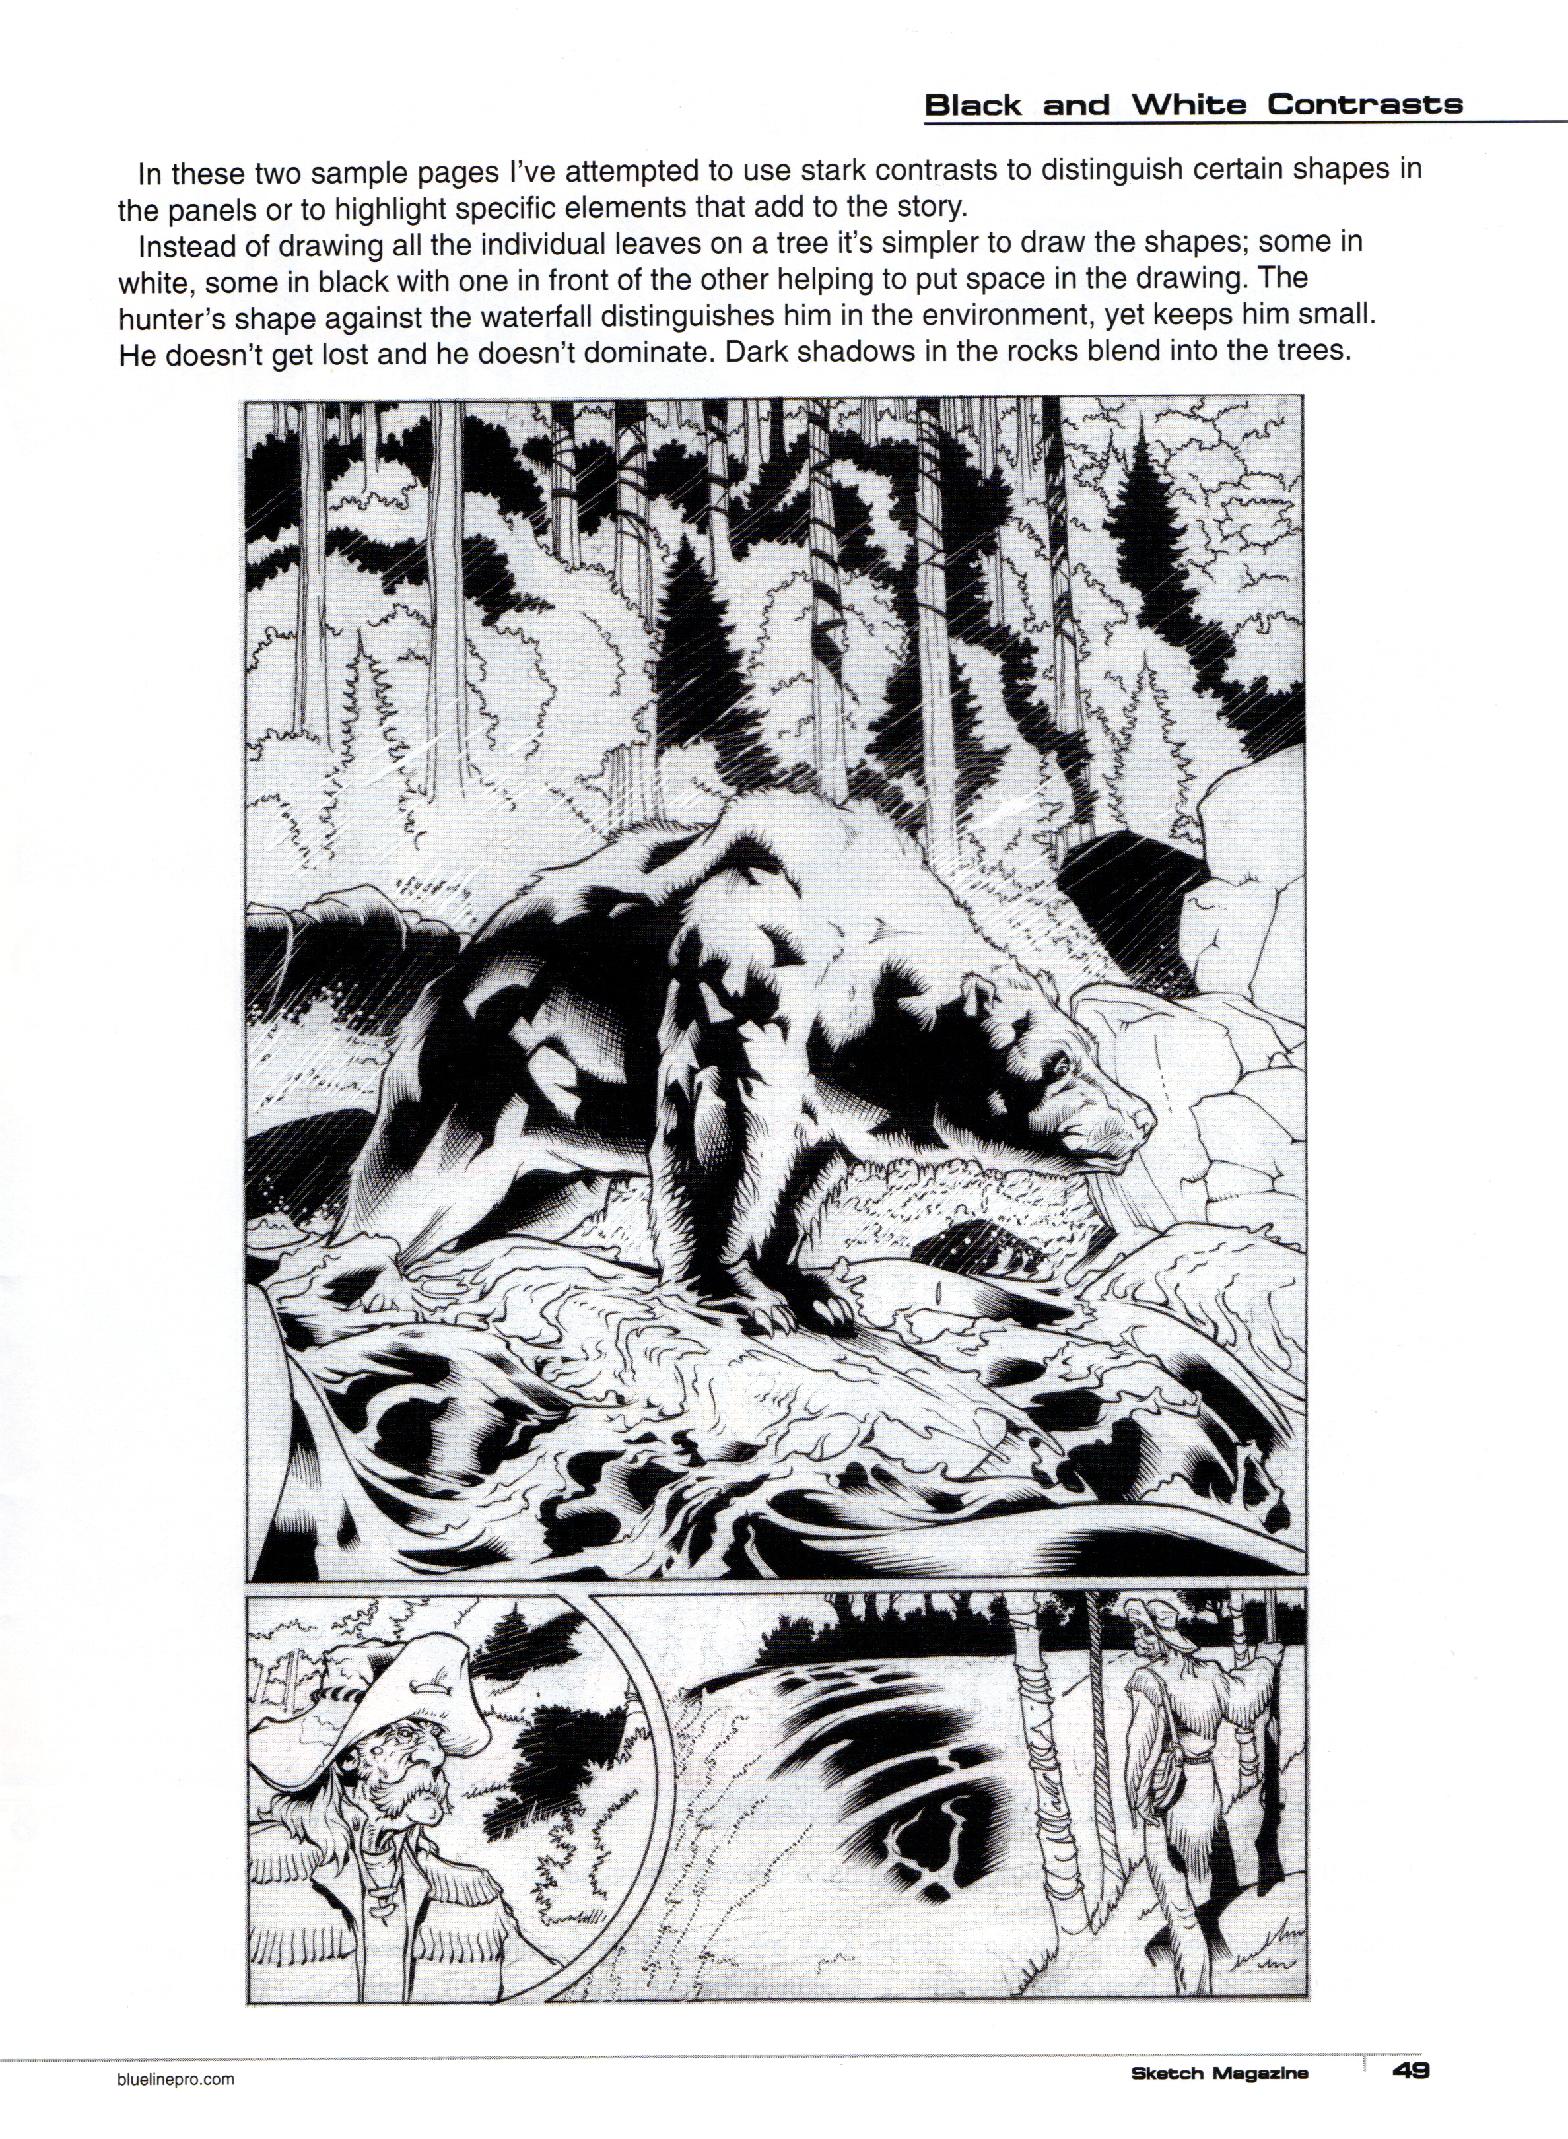 Black and White Contrasts
In these two sample pages I've attempted to use stark contrasts to distinguish certain shapes in
the panels or to highlight specific elements that add to the story.
Instead of drawing all the individual leaves on a tree it's simpler to draw the shapes; some in
white, some in black with one in front of the other helping to put space in the drawing. The
hunter's shape against the waterfall distinguishes him in the environment, yet keeps him small.
He doesn't get lost and he doesn't dominate. Dark shadows in the rocks blend into the trees.
bluelinepro.com
Sketch Magazine
49